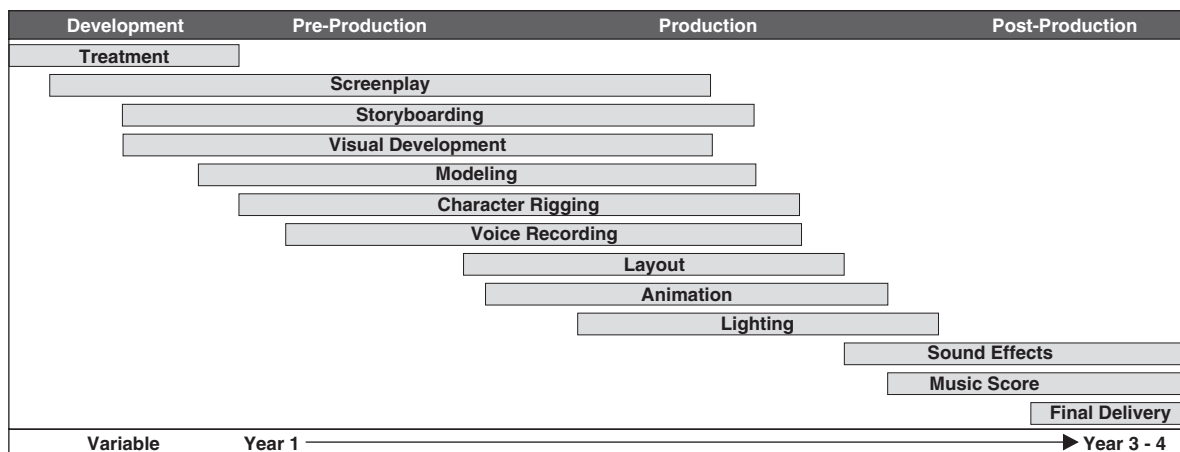 Development Pre-Production Production Post-Production
Treatment
Screenplay
Storyboarding
Visual Development
Modeling
Character Rigging
Voice Recording
Layout
Animation
Lighting
Sound Effects
Music Score
Final Delivery
Variable Year 1 Year 3 - 4